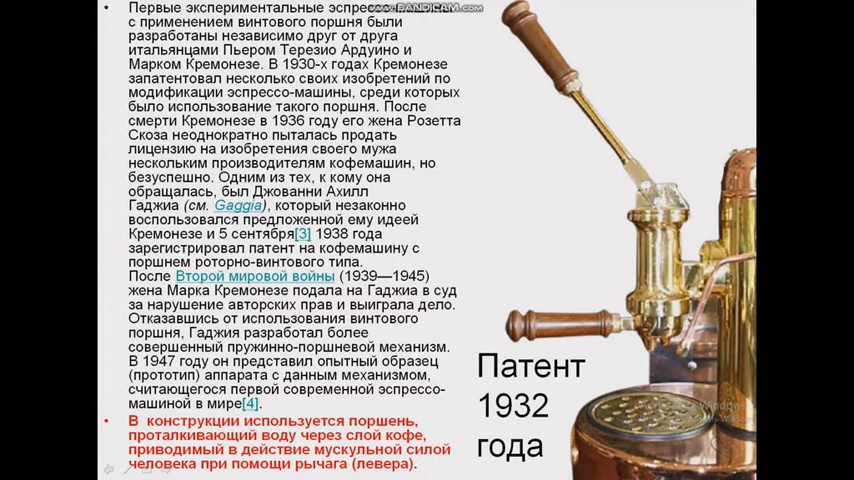 Первые экспериментальные эспрессо-машины
www.BANDICAM.com
с применением винтового поршня были
разработаны независимо друг от друга
итальянцами Пьером Терезио Ардуино и
Марком Кремонезе. В 1930-х годах Кремонезе
запатентовал несколько своих изобретений по
модификации эспрессо-машины, среди которых
было использование такого поршня. После
смерти Кремонезе в 1936 году его жена Розетта
Скоза неоднократно пыталась продать
лицензию на изобретения своего мужа
нескольким производителям кофемашин, но
безуспешно. Одним из тех, к кому она
обращалась, был Джованни Ахилл
Гаджиа (см. Gaggia), который незаконно
воспользовался предложенной ему идеей
Кремонезе и 5 сентября[3] 1938 года
зарегистрировал патент на кофемашину с
поршнем роторно-винтового типа.
После Второй мировой войны (1939—1945)
жена Марка Кремонезе подала на Гаджиа в суд
за нарушение авторских прав и выиграла дело.
Отказавшись от использования винтового
поршня, Гаджия разработал более
совершенный пружинно-поршневой механизм.
В 1947 году он представил опытный образец
(прототип) аппарата с данным механизмом,
считающегося первой современной эспрессо-
машиной в мире[4].
В конструкции используется поршень,
проталкивающий воду через слой кофе,
приводимый в действие мускульной силой
человека при помощи рычага (левера).
Патент
1932
года